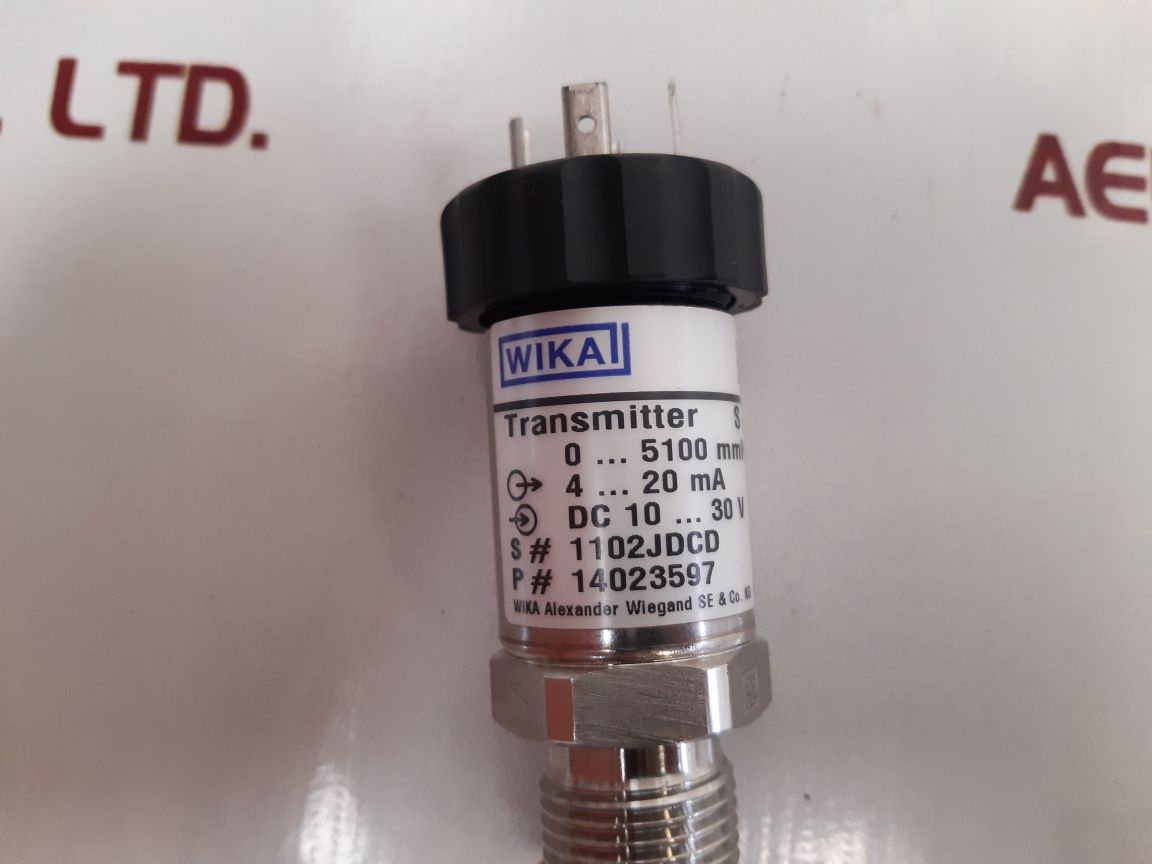 LTD.
WIKA
Transmitter S
0 ... 5100 mm
4 ... 20 mA
DC 10 ... 30 V
S# 1102JDCD
P# 14023597
WIKA Alexander Wiegand SE & Co. KG